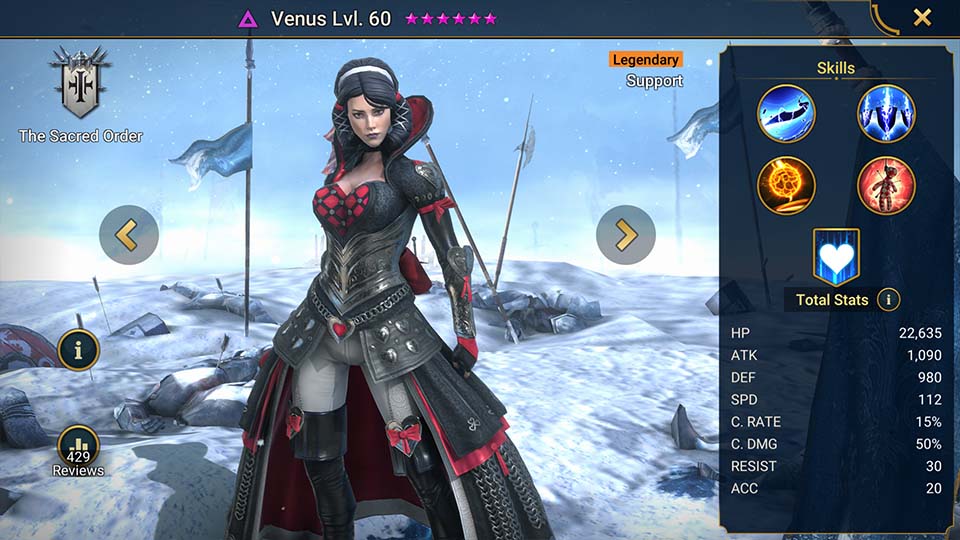 Venus Lvl. 60
Legendary
Support
The Sacred Order
429
Reviews
Skills
Total Stats i
HP 22,635
ATK 1,090
DEF 980
SPD 112
C. RATE 15%
C. DMG 50%
RESIST 30
ACC 20